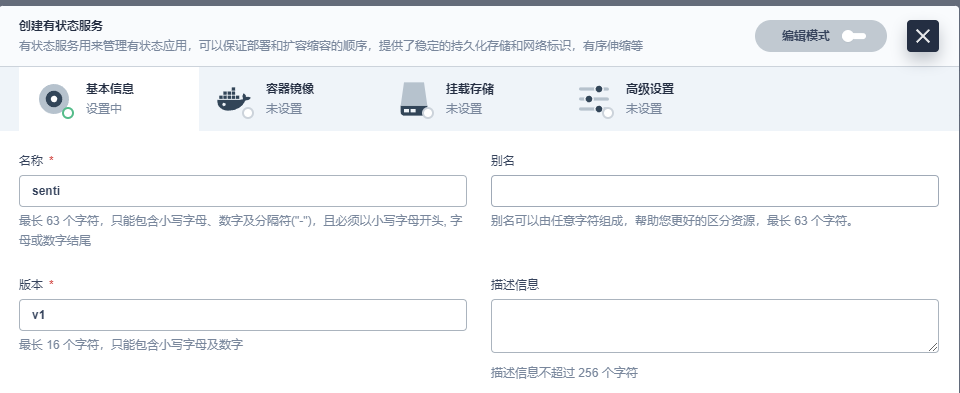 创建有状态服务
有状态服务用来管理有状态应用，可以保证部署和扩容缩容的顺序，提供了稳定的持久化存储和网络标识，有序伸缩等
编辑模式
基本信息
设置中
容器镜像
未设置
挂载存储
未设置
高级设置
未设置
名称 *
senti
最长 63 个字符，只能包含小写字母、数字及分隔符("-")，且必须以小写字母开头, 字
母或数字结尾
别名
别名可以由任意字符组成，帮助您更好的区分资源，最长 63 个字符。
版本 *
v1
最长 16 个字符，只能包含小写字母及数字
描述信息
描述信息不超过 256 个字符